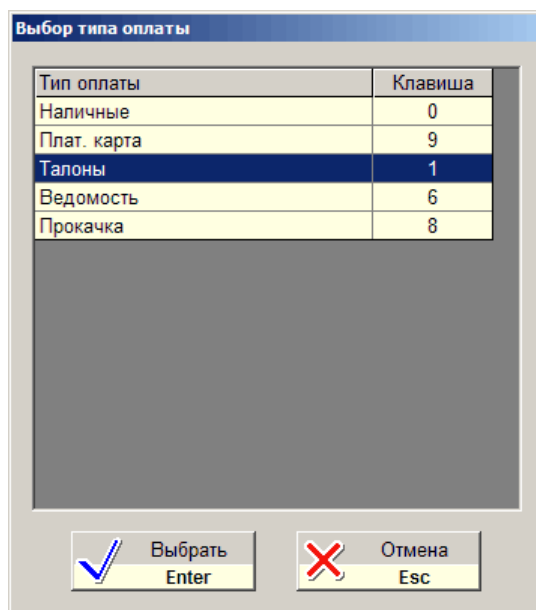 Выбор типа оплаты
Тип оплаты Клавиша
Наличные 0
Плат. карта 9
Талоны 1
Ведомость 6
Прокачка 8
Выбрать Отмена
Enter Esc